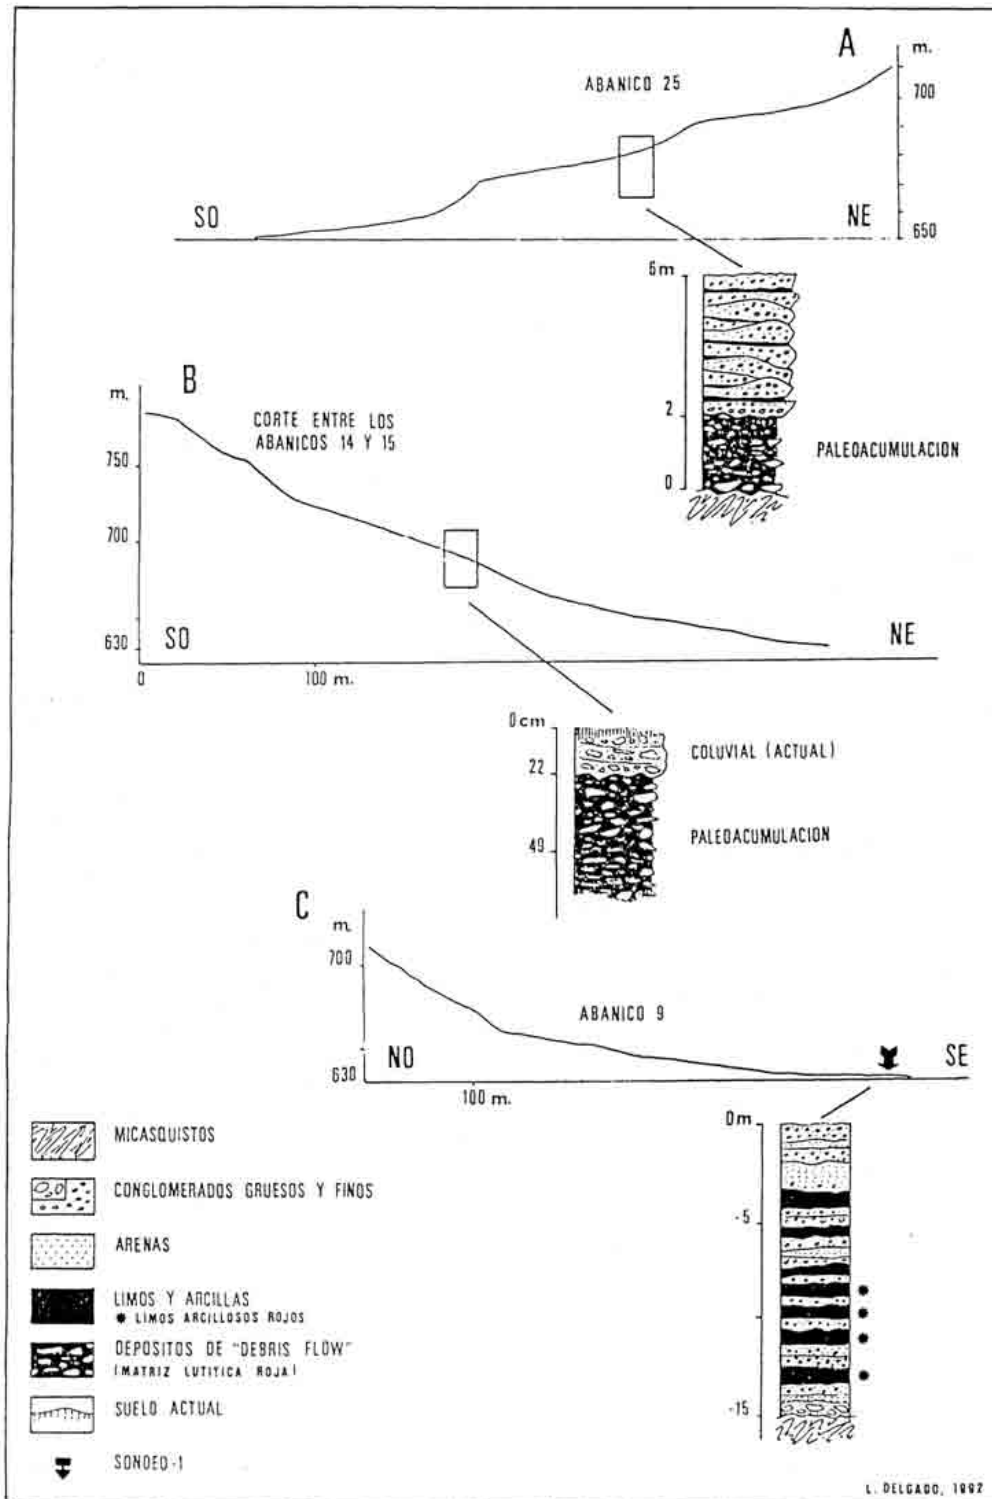 A
m.
ABANICO 25
700
SO
NE
650
6m
2
0
PALEOACUMULACION
B
m.
CORTE ENTRE LOS
ABANICOS 14 Y 15
750
700
630
SO
NE
0
100 m.
0cm
22
49
COLUVIAL (ACTUAL)
PALEOACUMULACION
C
m.
700
ABANICO 9
NO
SE
630
100 m.
0m
-5
-15
MICASQUISTOS
CONGLOMERADOS GRUESOS Y FINOS
ARENAS
LIMOS Y ARCILLAS
* LIMOS ARCILLOSOS ROJOS
DEPOSITOS DE "DEBRIS FLOW"
(MATRIZ LUTITICA ROJA)
SUELO ACTUAL
SONDEO-1
L. DELGADO, 1992